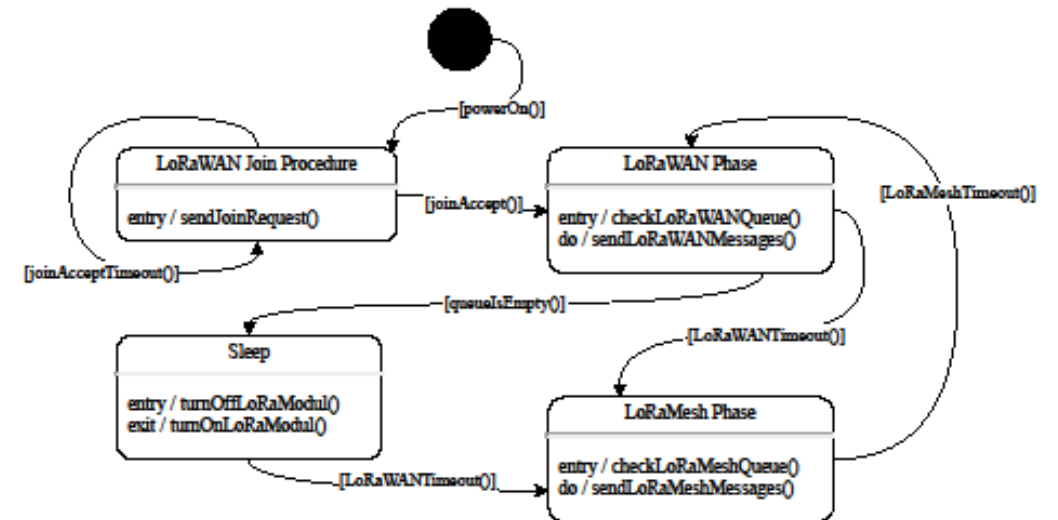 [powerOn()]
LoRaWAN Join Procedure
entry / sendJoinRequest()
[joinAcceptTimeout()]
[joinAccept()]
LoRaWAN Phase
entry / checkLoRaWANQueue()
do / sendLoRaWANMessages()
[LoRaMeshTimeout()]
[queueIsEmpty()]
[LoRaWANTimeout()]
Sleep
entry / turnOffLoRaModul()
exit / turnOnLoRaModul()
[LoRaWANTimeout()]
LoRaMesh Phase
entry / checkLoRaMeshQueue()
do / sendLoRaMeshMessages()